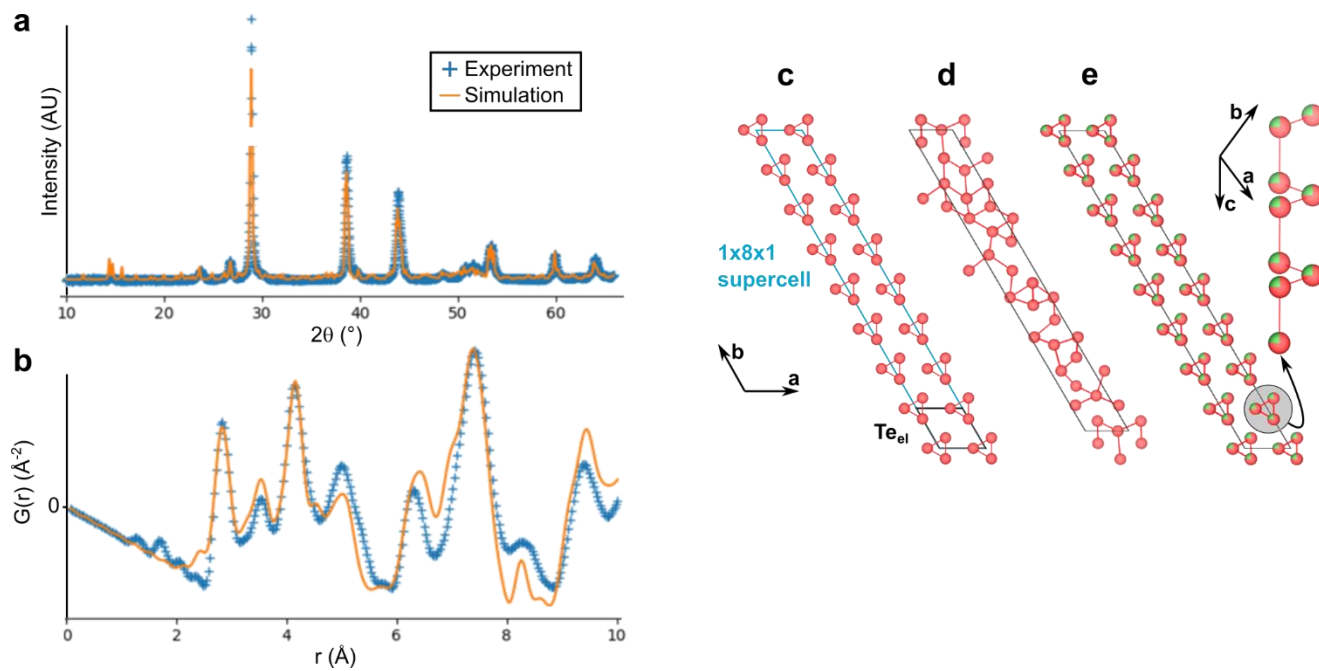 a
Intensity (AU)
Experiment
Simulation
10 20 30 40 50 60
2θ (°)
b
G(r) (Å-2)
0
0 2 4 6 8 10
r (Å)
c
d
e
1x8x1
supercell
b
a
Teel
b
a
c